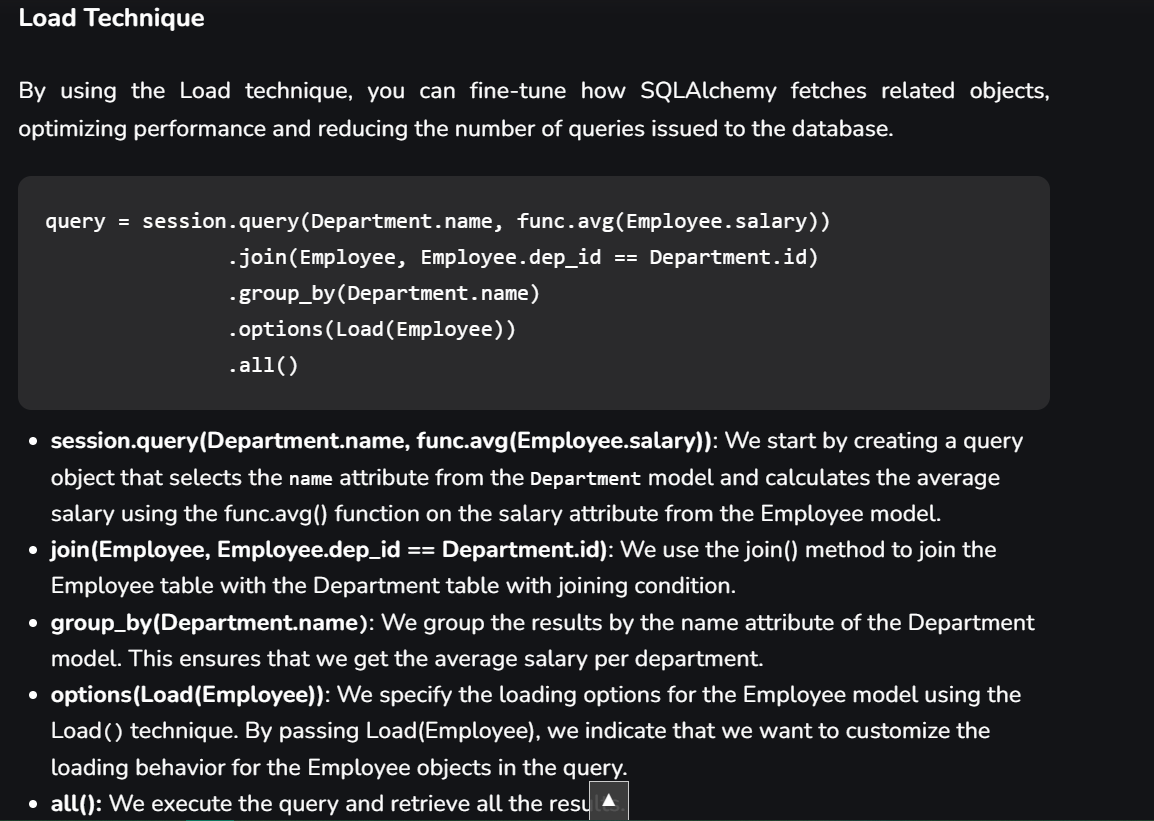 Load Technique
By using the Load technique, you can fine-tune how SQLAlchemy fetches related objects,
optimizing performance and reducing the number of queries issued to the database.
query = session.query(Department.name, func.avg(Employee.salary))
.join(Employee, Employee.dep_id == Department.id)
.group_by(Department.name)
.options(Load(Employee))
.all()
• session.query(Department.name, func.avg(Employee.salary)): We start by creating a query
object that selects the name attribute from the Department model and calculates the average
salary using the func.avg() function on the salary attribute from the Employee model.
• join(Employee, Employee.dep_id == Department.id): We use the join() method to join the
Employee table with the Department table with joining condition.
• group_by(Department.name): We group the results by the name attribute of the Department
model. This ensures that we get the average salary per department.
• options(Load(Employee)): We specify the loading options for the Employee model using the
Load() technique. By passing Load(Employee), we indicate that we want to customize the
loading behavior for the Employee objects in the query.
• all(): We execute the query and retrieve all the results.